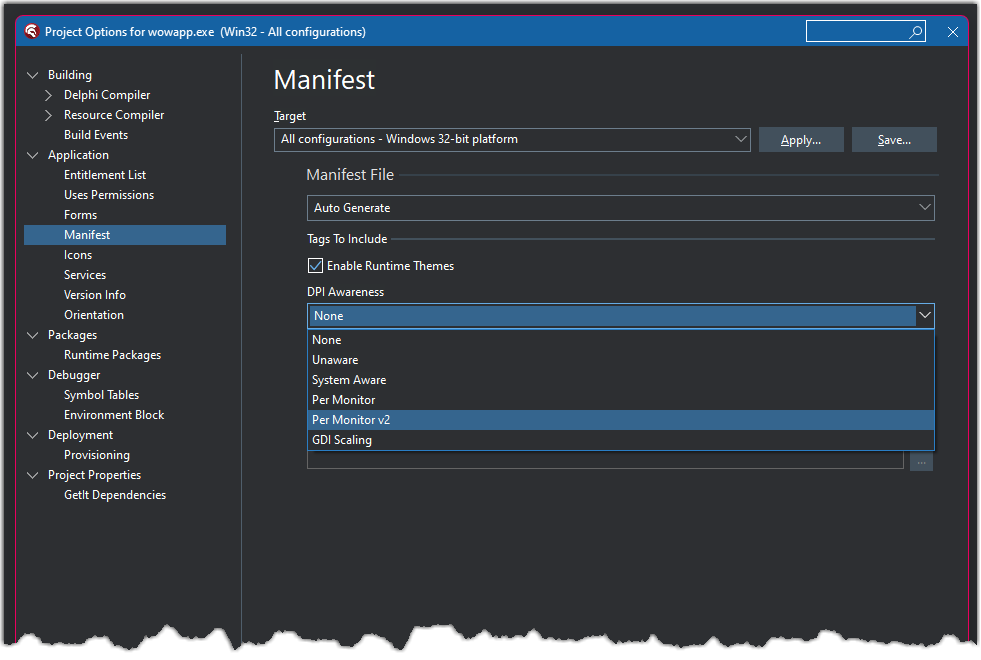 Project Options for wowapp.exe (Win32 - All configurations)
Building
Delphi Compiler
Resource Compiler
Build Events
Application
Entitlement List
Uses Permissions
Forms
Manifest
Icons
Services
Version Info
Orientation
Packages
Runtime Packages
Debugger
Symbol Tables
Environment Block
Deployment
Provisioning
Project Properties
GetIt Dependencies
Manifest
Target
All configurations - Windows 32-bit platform
Apply...
Save...
Manifest File
Auto Generate
Tags To Include
Enable Runtime Themes
DPI Awareness
None
None
Unaware
System Aware
Per Monitor
Per Monitor v2
GDI Scaling
...